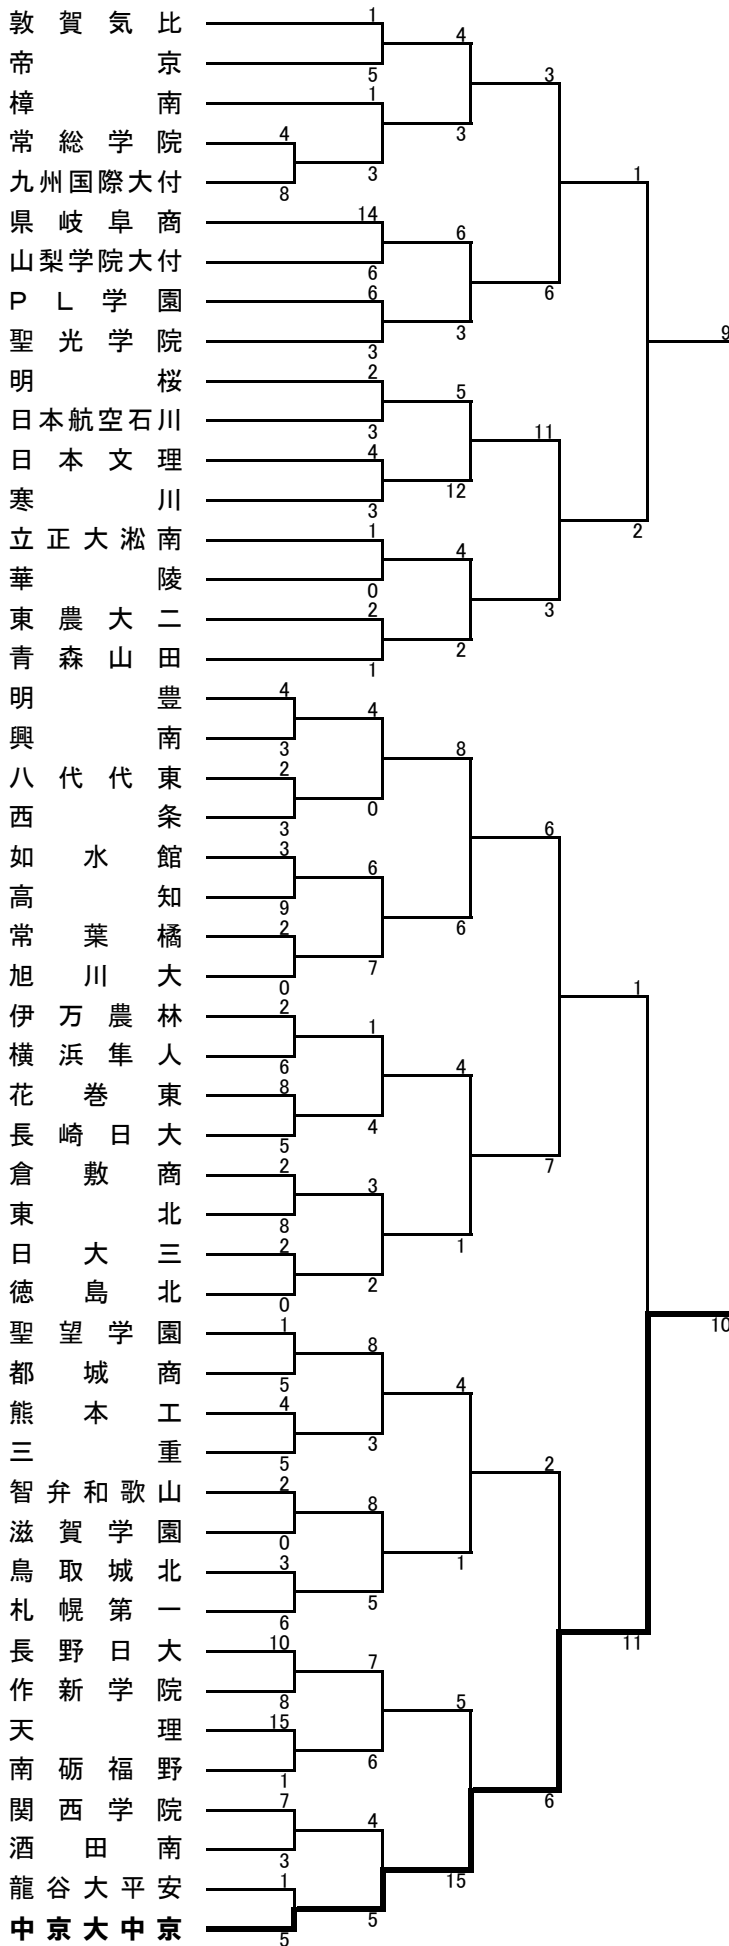 敦賀気比
帝京
樟南
常総学院
九州国際大付
県岐阜商
山梨学院大付
ＰＬ学園
聖光学院
明桜
日本航空石川
日本文理
寒川
立正大淞南
華陵
東農大二
青森山田
明豊
興南
八代代東
西条
如水館
高知
常葉橘
旭川大
伊万農林
横浜隼人
花巻東
長崎日大
倉敷商
東北
日大三
徳島北
聖望学園
都城商
熊本工
三重
智弁和歌山
滋賀学園
鳥取城北
札幌第一
長野日大
作新学院
天理
南砺福野
関西学院
酒田南
龍谷大平安
中京大中京
1
5
1
3
14
6
6
3
2
3
4
3
1
0
2
1
4
8
4
3
6
3
5
12
4
2
3
6
11
3
1
2
9
4
3
2
3
3
9
2
0
2
6
8
5
2
8
2
0
1
5
4
5
2
0
3
6
10
8
15
1
7
3
1
5
4
0
6
7
1
4
3
2
8
3
8
5
7
6
4
5
8
6
4
1
4
1
5
15
6
7
2
6
1
11
10